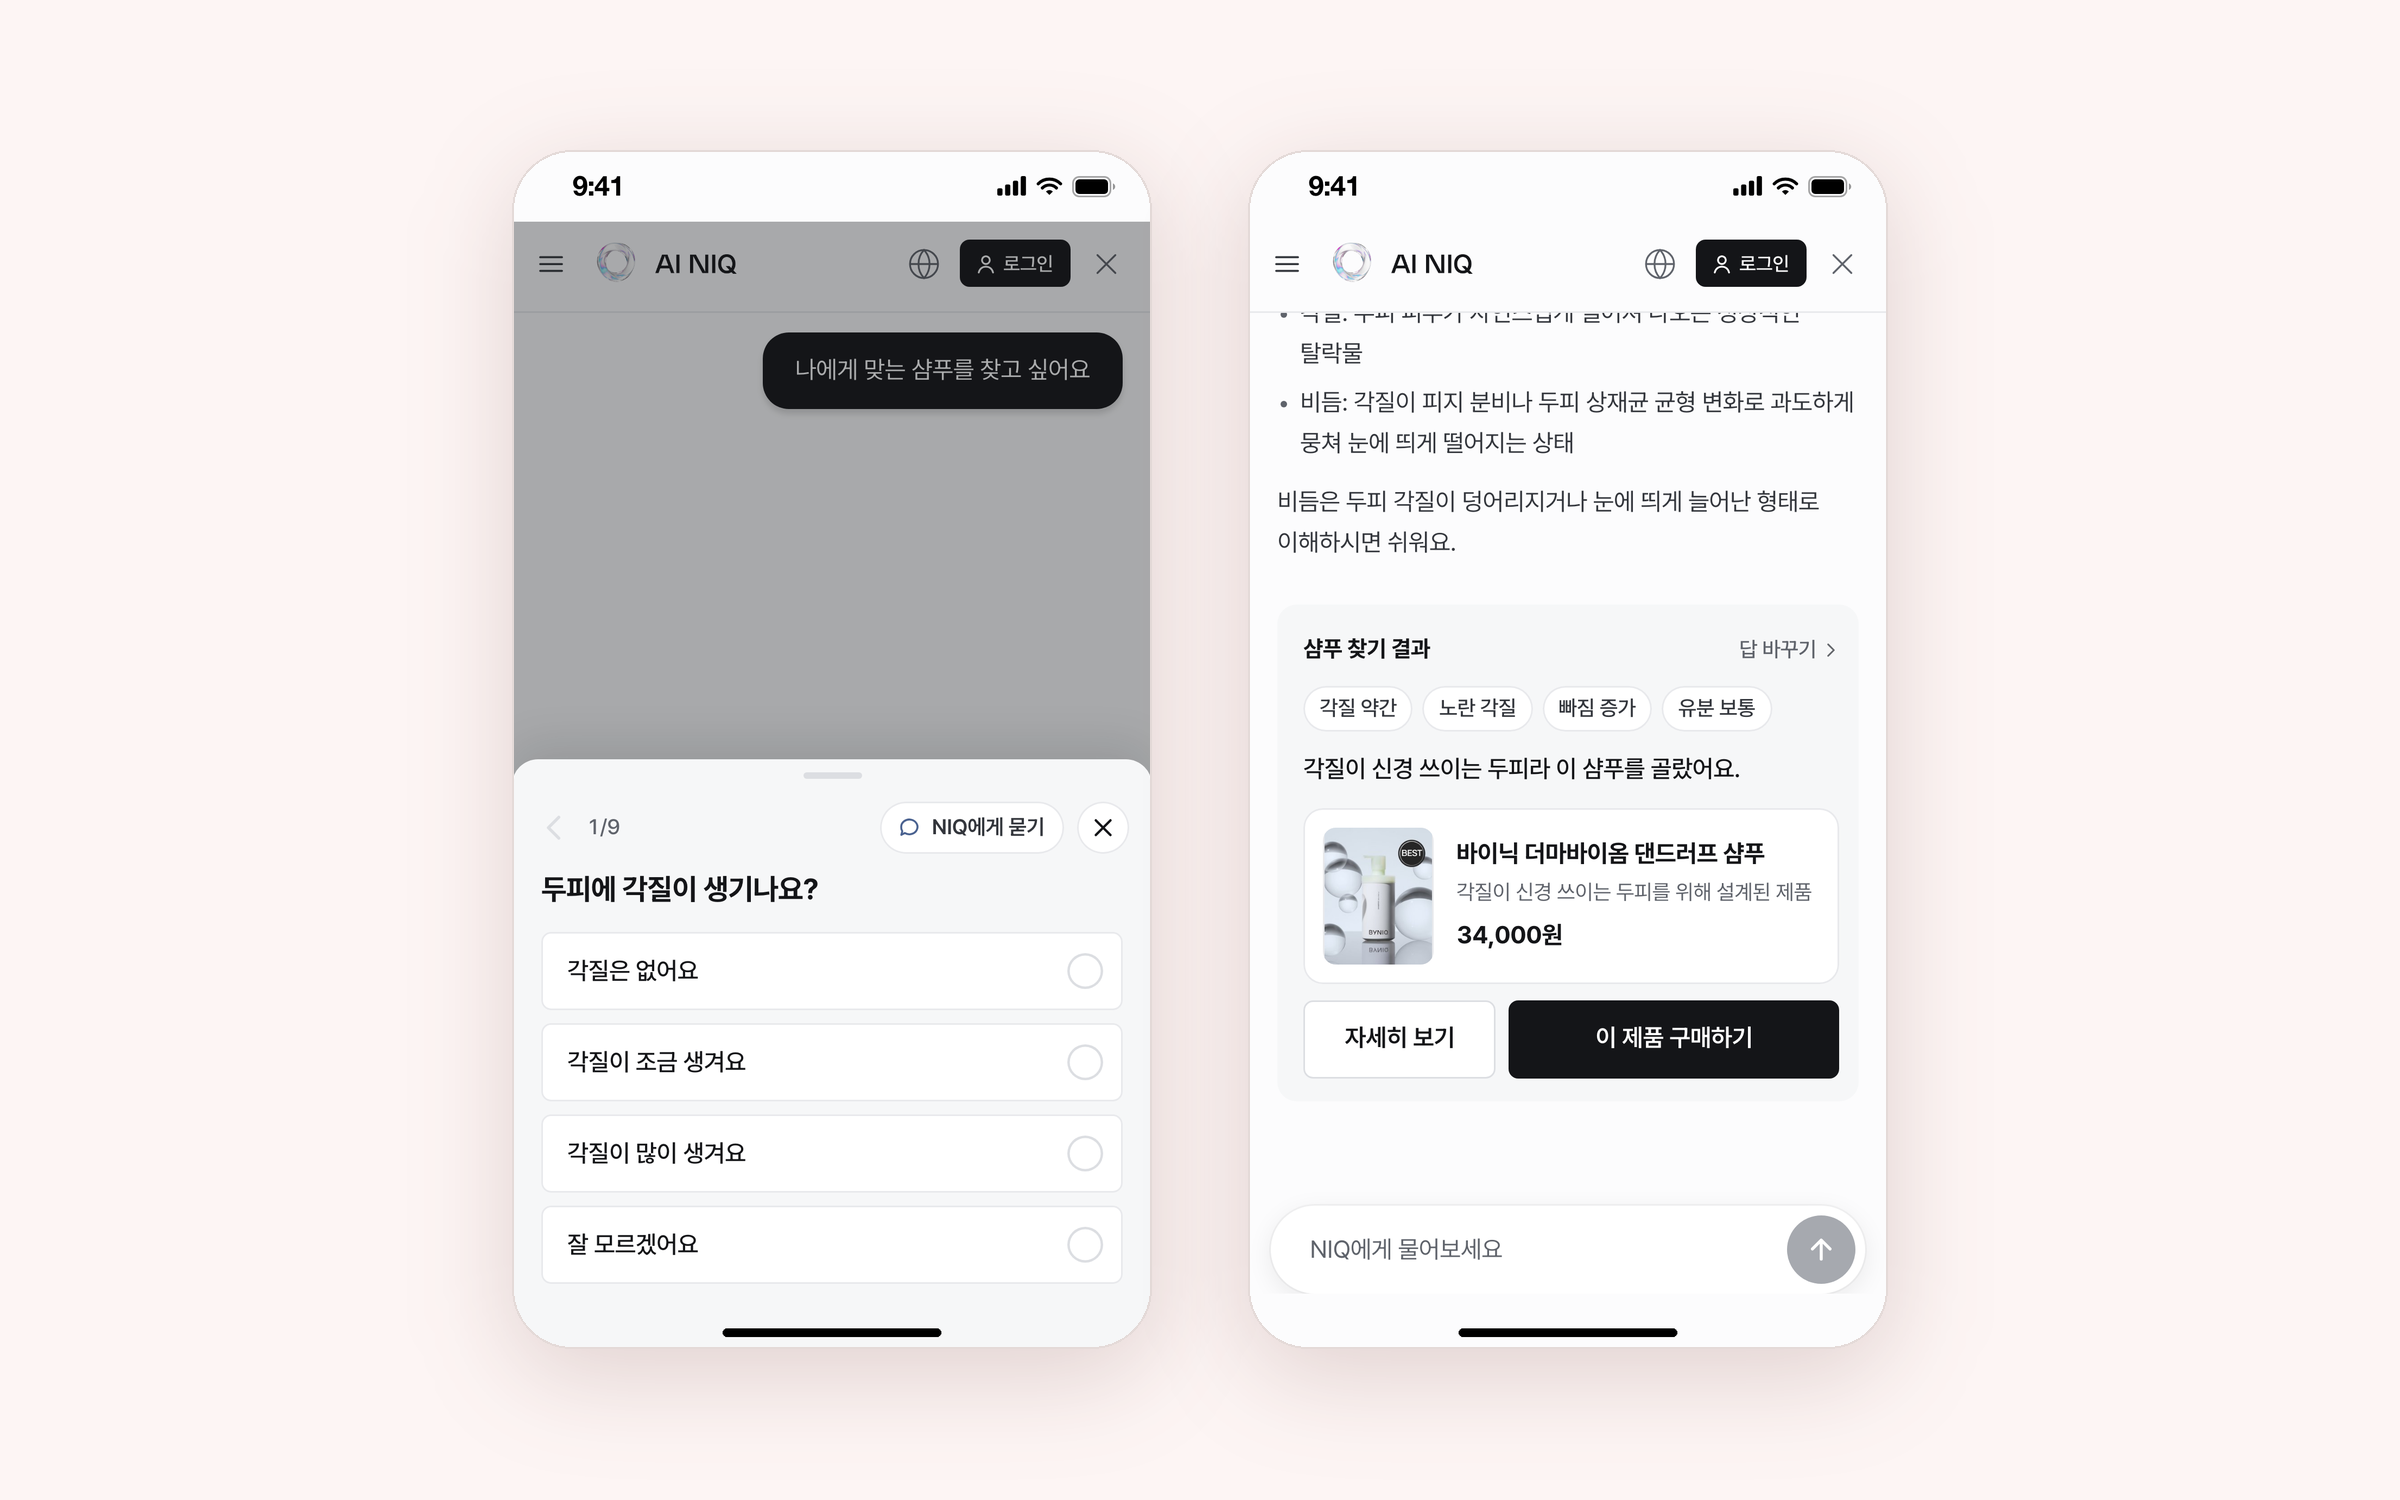 9:41
AI NIQ
로그인
나에게 맞는 샴푸를 찾고 싶어요
1/9
NIQ에게 묻기
두피에 각질이 생기나요?
각질은 없어요
각질이 조금 생겨요
각질이 많이 생겨요
잘 모르겠어요
9:41
AI NIQ
로그인
탈락물
• 비듬: 각질이 피지 분비나 두피 상재균 균형 변화로 과도하게
뭉쳐 눈에 띄게 떨어지는 상태
비듬은 두피 각질이 덩어리지거나 눈에 띄게 늘어난 형태로
이해하시면 쉬워요.
샴푸 찾기 결과
답 바꾸기
각질 약간
노란 각질
빠짐 증가
유분 보통
각질이 신경 쓰이는 두피라 이 샴푸를 골랐어요.
BEST
BYNIQ
바이닉 더마바이옴 댄드러프 샴푸
각질이 신경 쓰이는 두피를 위해 설계된 제품
34,000원
자세히 보기
이 제품 구매하기
NIQ에게 물어보세요